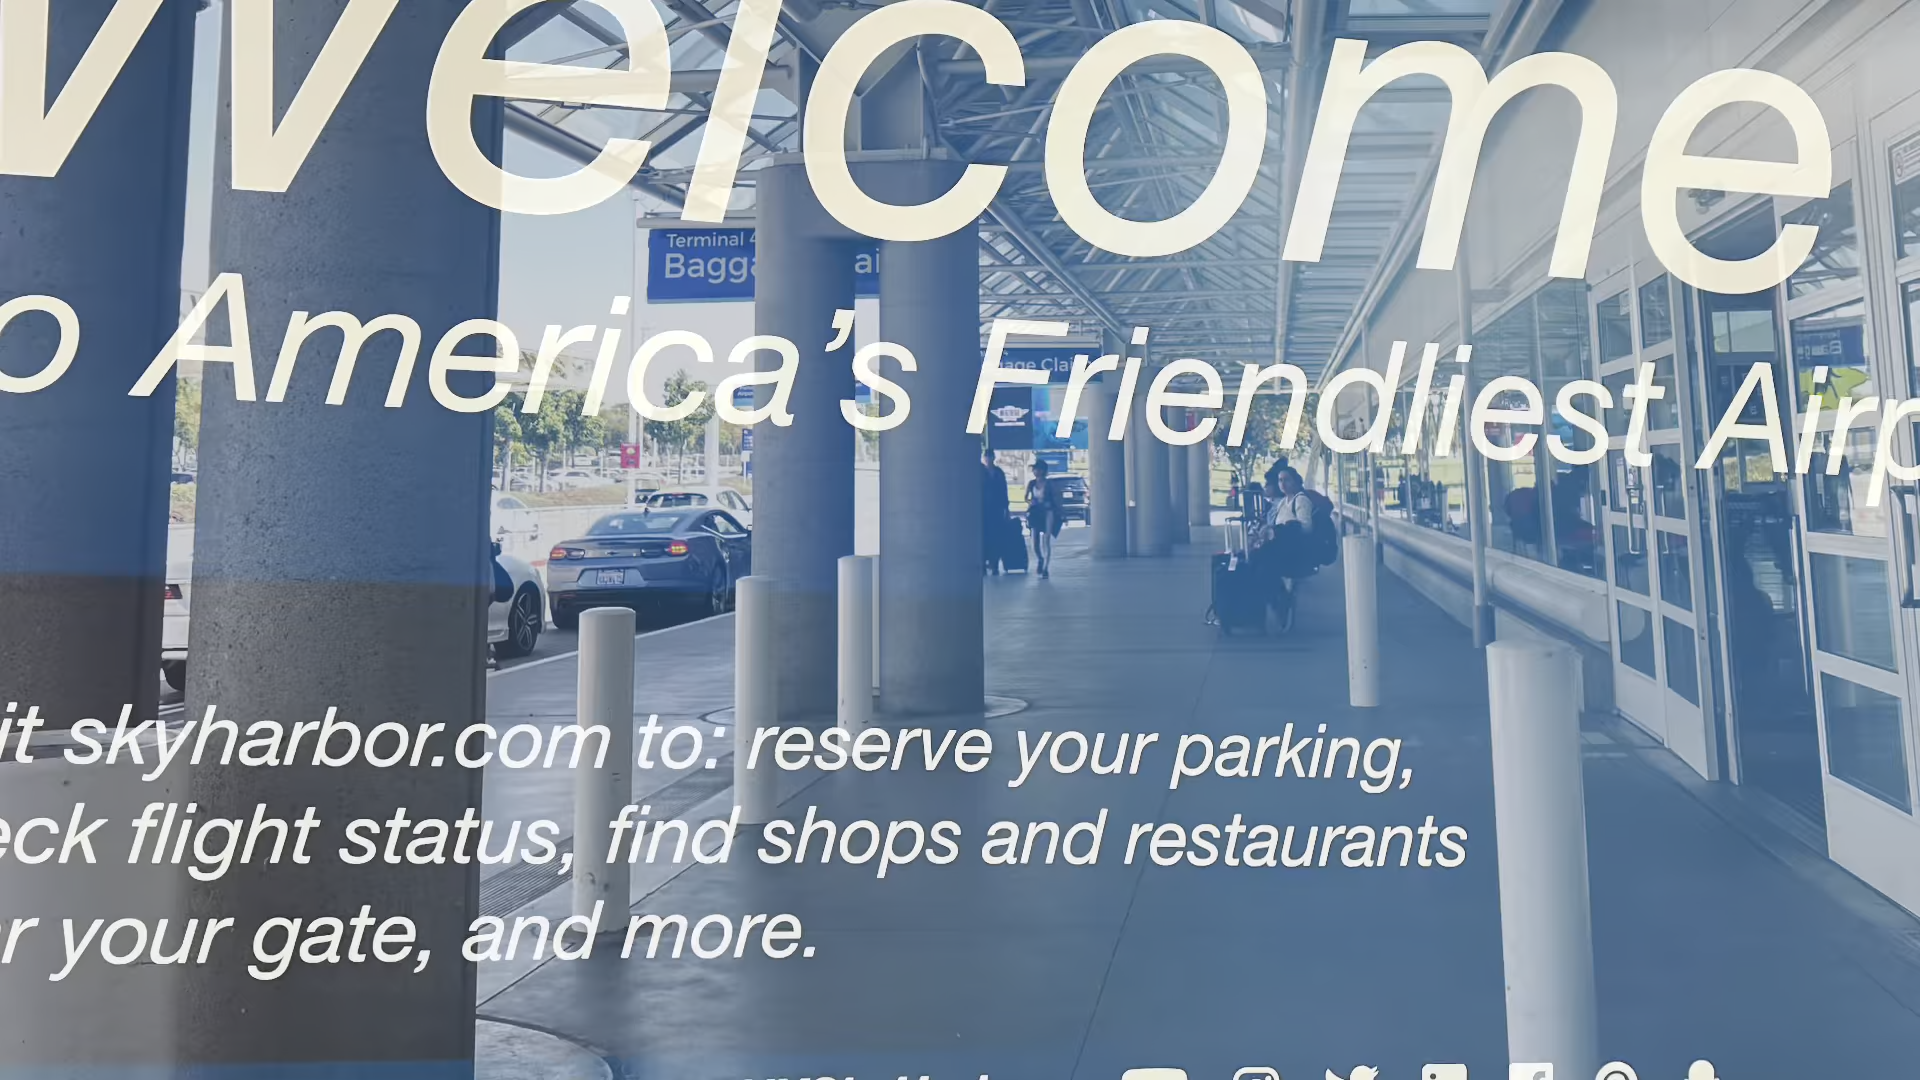 Welcome
Terminal 4
o America's Friendliest Airp
it skyharbor.com to: reserve your parking,
eck flight status, find shops and restaurants
r your gate, and more.